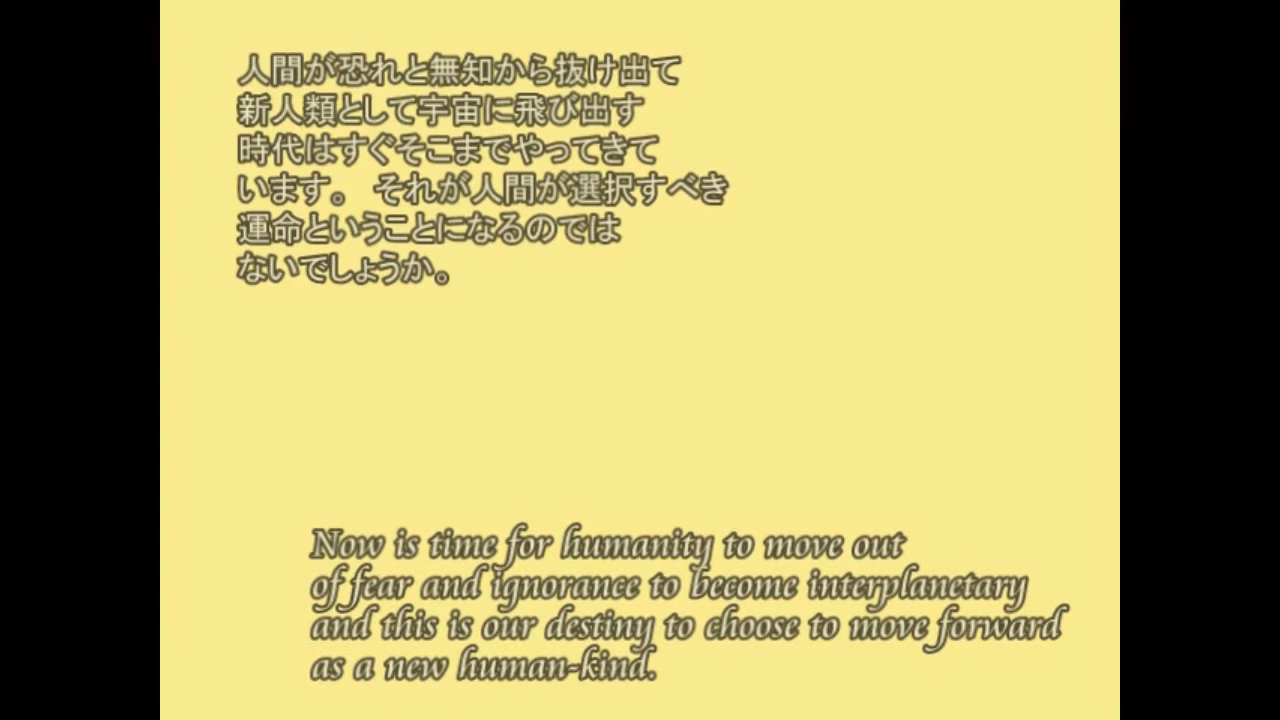 人間が恐れと無知から抜け出て
新人類として宇宙に飛び出す
時代はすぐそこまでやってきて
います。 それが人間が選択すべき
運命ということになるのでは
ないでしょうか。
Now is time for humanity to move out
of fear and ignorance to become interplanetary
and this is our destiny to choose to move forward
as a new human-kind.